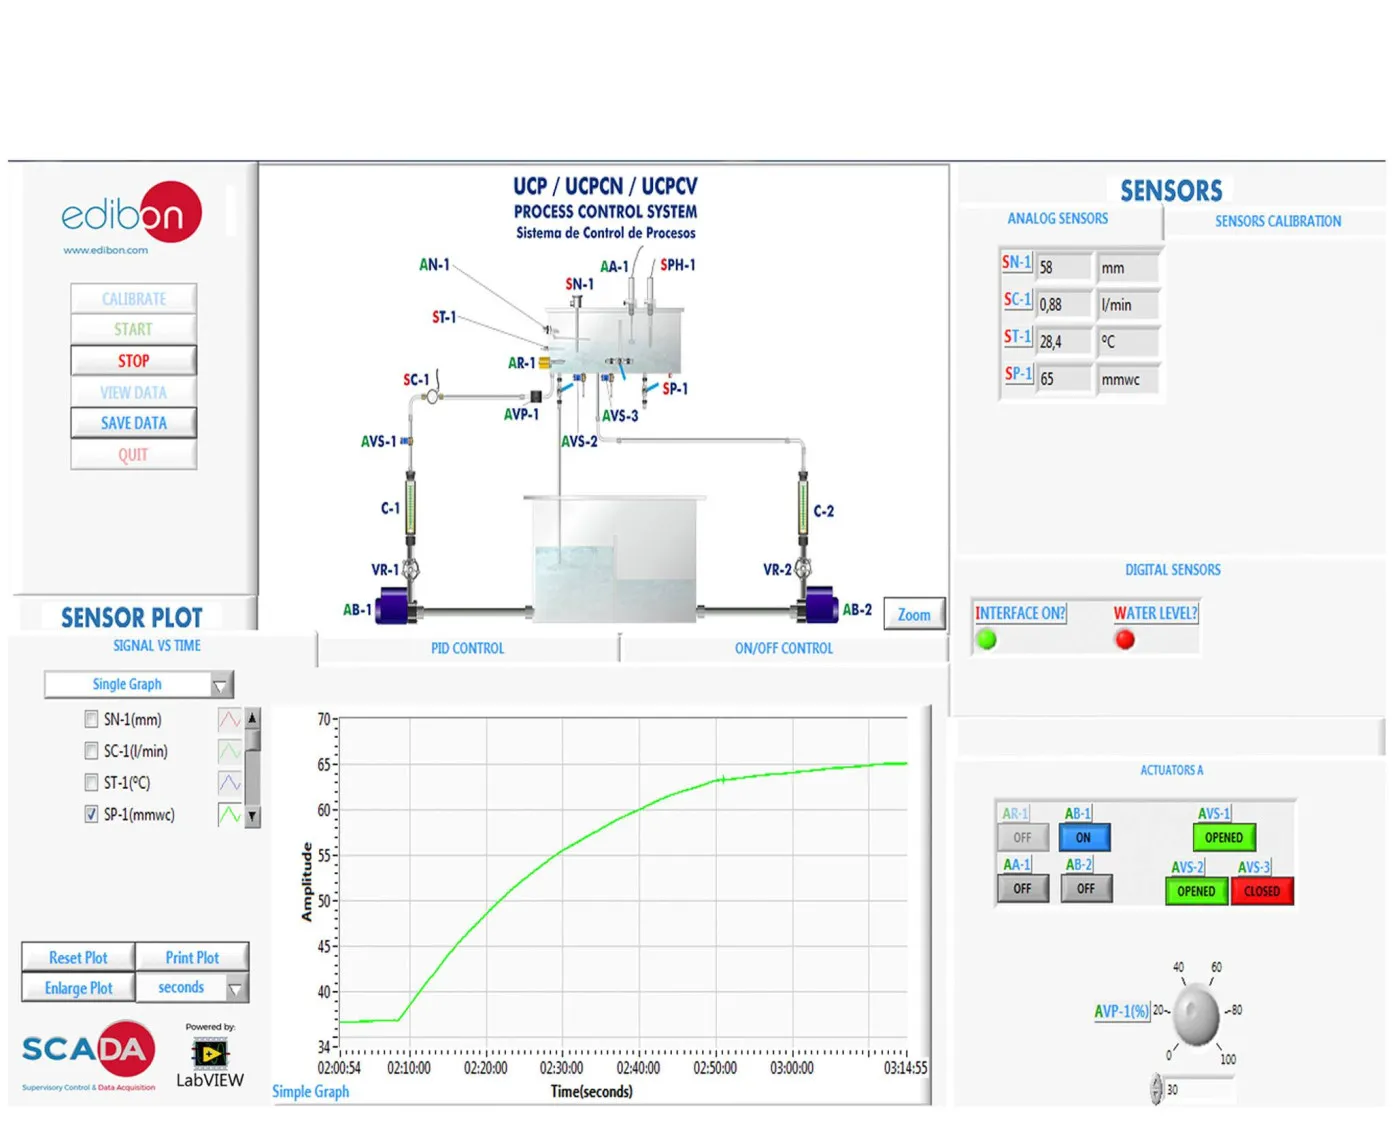 edibon
www.edibon.com
CALIBRATE
START
STOP
VIEW DATA
SAVE DATA
QUIT
UCP / UCPCN / UCPCV
PROCESS CONTROL SYSTEM
Sistema de Control de Procesos
AN-1
SN-1
AA-1
SPH-1
ST-1
AR-1
SC-1
SP-1
AVP-1
AVS-3
AVS-1
AVS-2
C-1
C-2
VR-1
VR-2
AB-1
AB-2
Zoom
SENSORS
ANALOG SENSORS
SENSORS CALIBRATION
SN-1 58 mm
SC-1 0,88 l/min
ST-1 28,4 ºC
SP-1 65 mmwc
DIGITAL SENSORS
INTERFACE ON?
WATER LEVEL?
SENSOR PLOT
SIGNAL VS TIME
PID CONTROL
ON/OFF CONTROL
Single Graph
SN-1(mm)
SC-1(l/min)
ST-1(ºC)
SP-1(mmwc)
Reset Plot
Print Plot
Enlarge Plot
seconds
SCADA
Supervisory Control & Data Acquisition
Powered by:
LabVIEW
Amplitude
70
65
60
55
50
45
40
34
02:00:54 02:10:00 02:20:00 02:30:00 02:40:00 02:50:00 03:00:00 03:14:55
Simple Graph
Time(seconds)
ACTUATORS A
AR-1 AB-1 AVS-1
OFF ON OPENED
AA-1 AB-2 AVS-2 AVS-3
OFF OFF OPENED CLOSED
40 60
AVP-1(%) 20 80
0 100
30